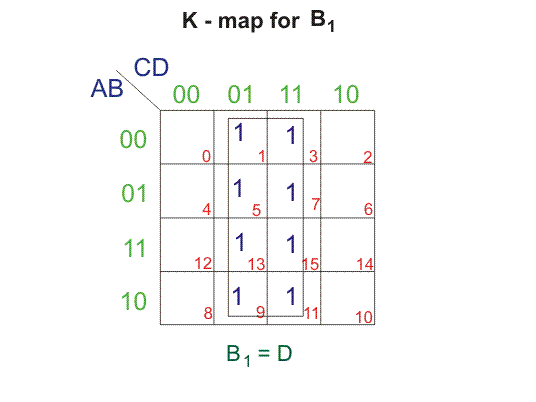 K - map for B₁
CD
AB
00 01 11 10
00 1 1
0 1 3 2
01 1 1
4 5 7 6
11 1 1
12 13 15 14
10 1 1
8 9 11 10
B₁ = D